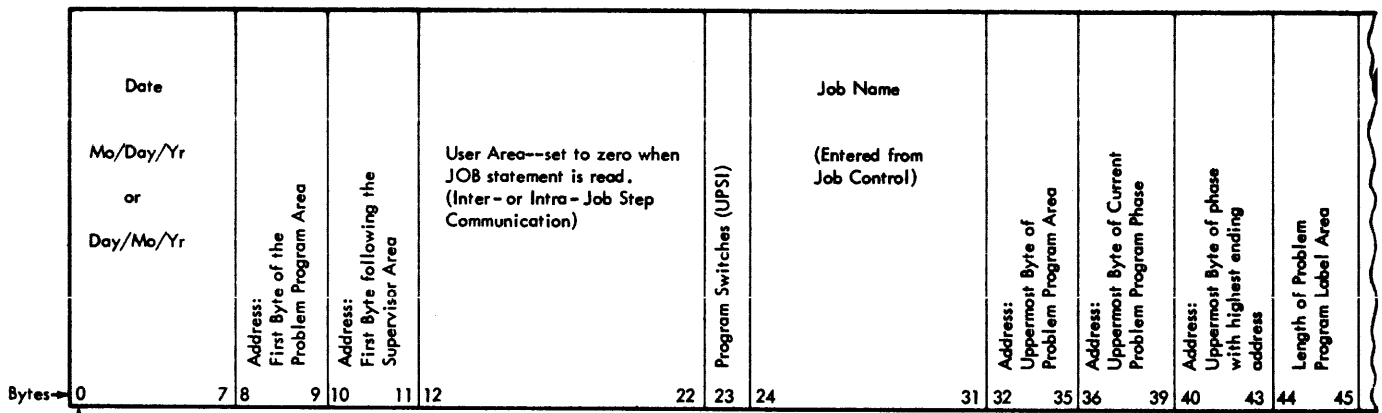 Date
Mo/Day/Yr
or
Day/Mo/Yr
Address:
First Byte of the
Problem Program Area
Address:
First Byte following the
Supervisor Area
User Area--set to zero when
JOB statement is read.
(Inter- or Intra-Job Step
Communication)
Program Switches (UPSI)
Job Name
(Entered from
Job Control)
Address:
Uppermost Byte of
Problem Program Area
Address:
Uppermost Byte of Current
Problem Program Phase
Address:
Uppermost Byte of phase
with highest ending
address
Length of Problem
Program Label Area
Bytes→ 0 7 8 9 10 11 12 22 23 24 31 32 35 36 39 40 43 44 45